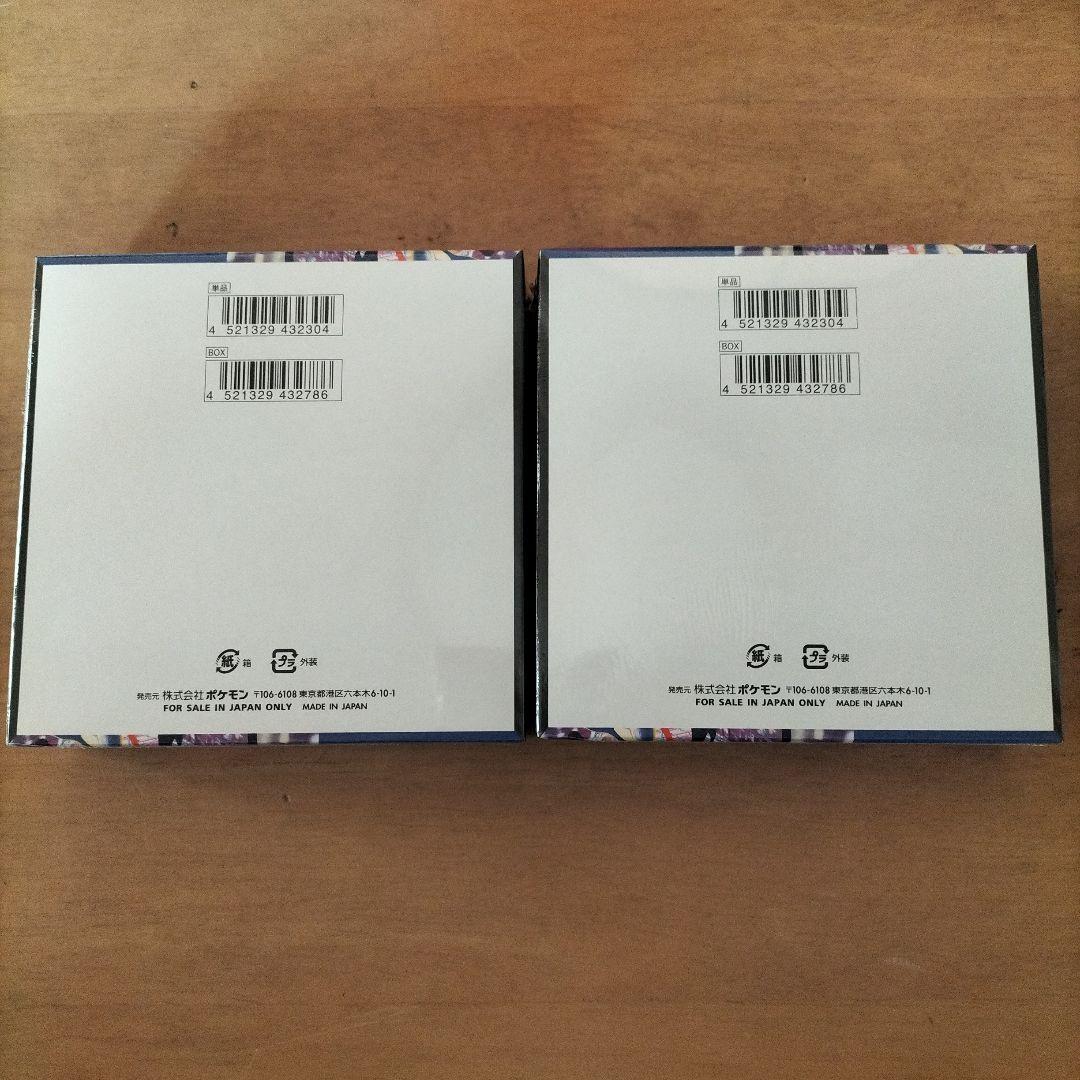 単品
4 521329 432304
BOX
4 521329 432786
紙 箱 プラ 外装
発売元 株式会社ポケモン 〒106-6108 東京都港区六本木6-10-1
FOR SALE IN JAPAN ONLY MADE IN JAPAN
単品
4 521329 432304
BOX
4 521329 432786
紙 箱 プラ 外装
発売元 株式会社ポケモン 〒106-6108 東京都港区六本木6-10-1
FOR SALE IN JAPAN ONLY MADE IN JAPAN